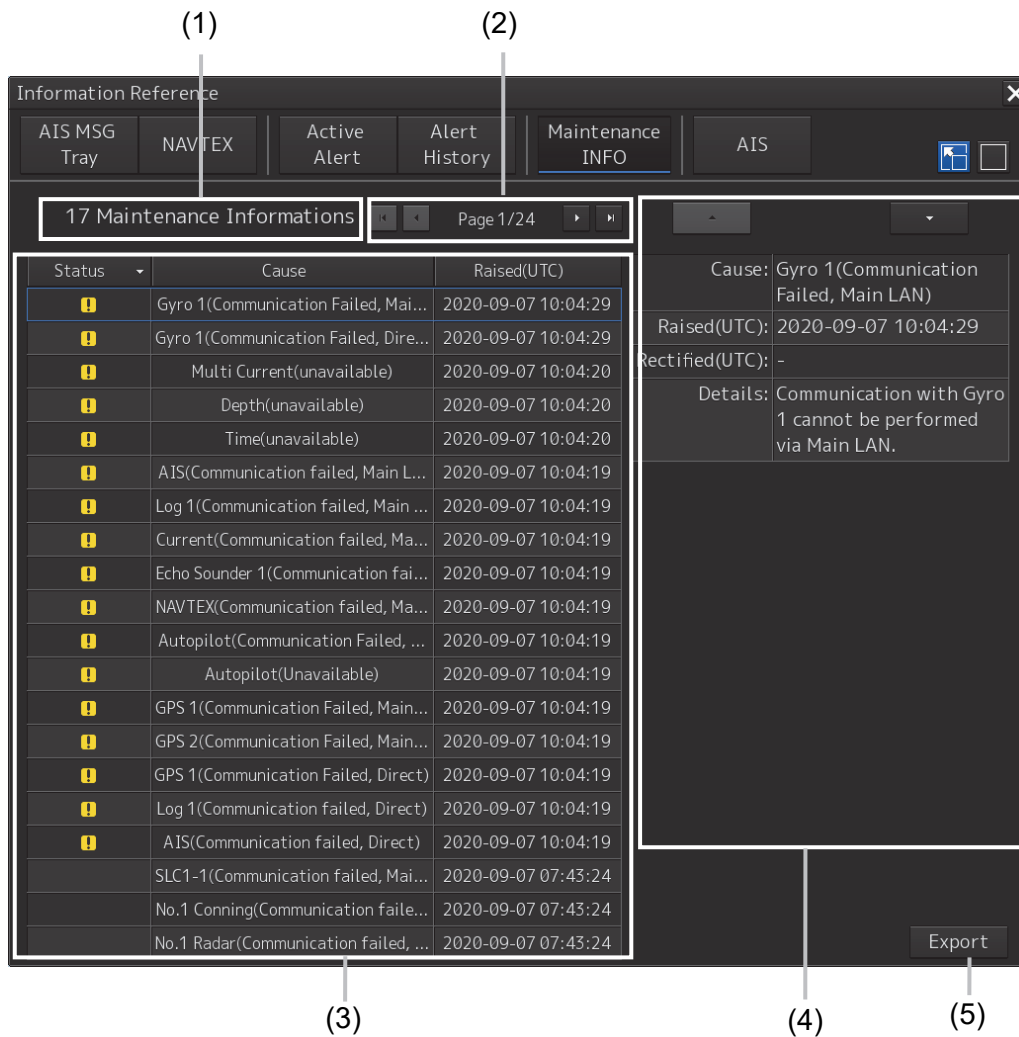 (1) (2)
Information Reference
AIS MSG Tray NAVTEX Active Alert Alert History Maintenance INFO AIS
17 Maintenance Informations Page 1/24
Status Cause Raised(UTC)
Gyro 1(Communication Failed, Mai... 2020-09-07 10:04:29
Gyro 1(Communication Failed, Dire... 2020-09-07 10:04:29
Multi Current(unavailable) 2020-09-07 10:04:20
Depth(unavailable) 2020-09-07 10:04:20
Time(unavailable) 2020-09-07 10:04:20
AIS(Communication failed, Main L... 2020-09-07 10:04:19
Log 1(Communication failed, Main ... 2020-09-07 10:04:19
Current(Communication failed, Ma... 2020-09-07 10:04:19
Echo Sounder 1(Communication fai... 2020-09-07 10:04:19
NAVTEX(Communication failed, Ma... 2020-09-07 10:04:19
Autopilot(Communication Failed, ... 2020-09-07 10:04:19
Autopilot(Unavailable) 2020-09-07 10:04:19
GPS 1(Communication Failed, Main... 2020-09-07 10:04:19
GPS 2(Communication Failed, Main... 2020-09-07 10:04:19
GPS 1(Communication Failed, Direct) 2020-09-07 10:04:19
Log 1(Communication failed, Direct) 2020-09-07 10:04:19
AIS(Communication failed, Direct) 2020-09-07 10:04:19
SLC1-1(Communication failed, Mai... 2020-09-07 07:43:24
No.1 Conning(Communication faile... 2020-09-07 07:43:24
No.1 Radar(Communication failed, ... 2020-09-07 07:43:24
Cause: Gyro 1(Communication
Failed, Main LAN)
Raised(UTC): 2020-09-07 10:04:29
Rectified(UTC): -
Details: Communication with Gyro
1 cannot be performed
via Main LAN.
Export
(3) (4) (5)